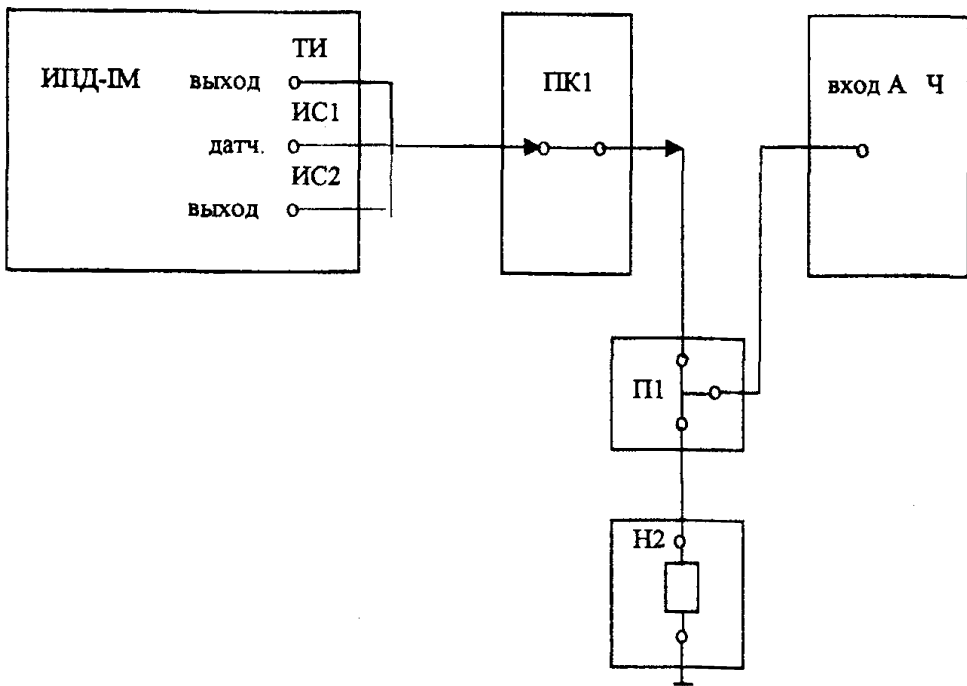 ТИ
ИПД-IМ
выход
ИС1
датч.
ИС2
выход
ПК1
вход А Ч
П1
Н2